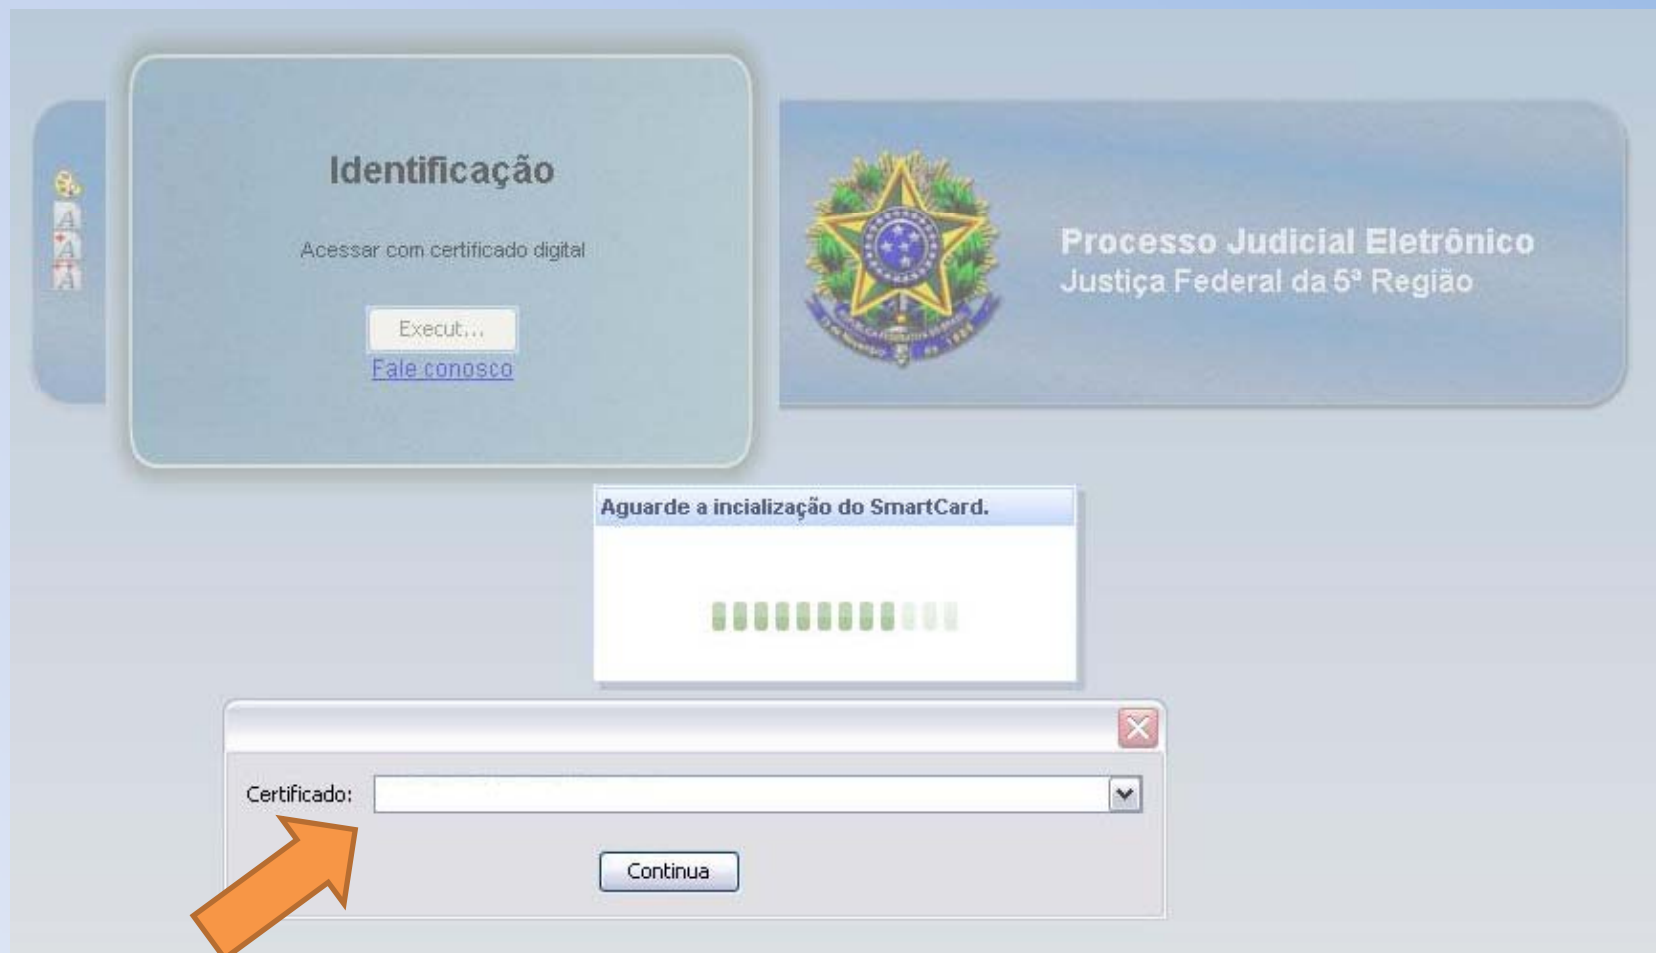 Identificação
Acessar com certificado digital
Execut...
Fale conosco
Processo Judicial Eletrônico
Justiça Federal da 5ª Região
Aguarde a incialização do SmartCard.
Certificado:
Continua